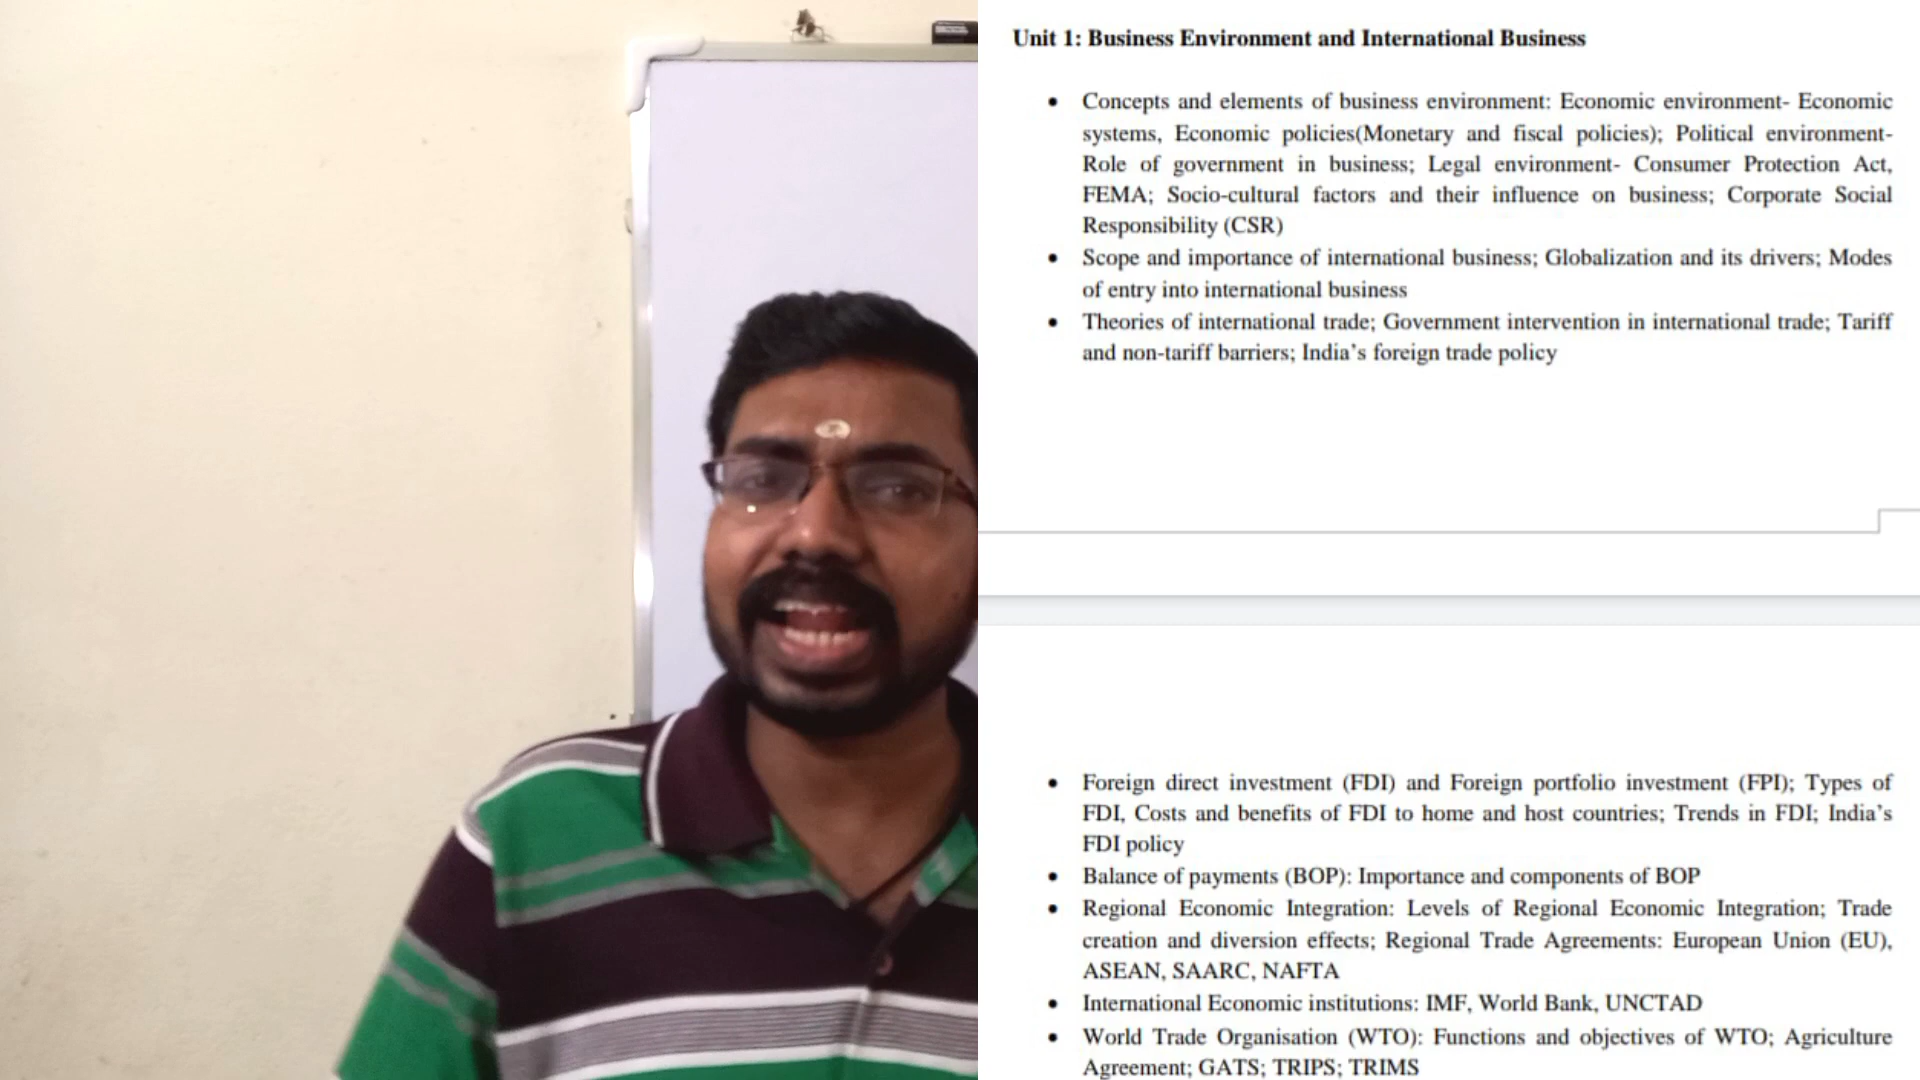 Unit 1: Business Environment and International Business
• Concepts and elements of business environment: Economic environment- Economic
systems, Economic policies(Monetary and fiscal policies); Political environment-
Role of government in business; Legal environment- Consumer Protection Act,
FEMA; Socio-cultural factors and their influence on business; Corporate Social
Responsibility (CSR)
• Scope and importance of international business; Globalization and its drivers; Modes
of entry into international business
• Theories of international trade; Government intervention in international trade; Tariff
and non-tariff barriers; India’s foreign trade policy
• Foreign direct investment (FDI) and Foreign portfolio investment (FPI); Types of
FDI, Costs and benefits of FDI to home and host countries; Trends in FDI; India’s
FDI policy
• Balance of payments (BOP): Importance and components of BOP
• Regional Economic Integration: Levels of Regional Economic Integration; Trade
creation and diversion effects; Regional Trade Agreements: European Union (EU),
ASEAN, SAARC, NAFTA
• International Economic institutions: IMF, World Bank, UNCTAD
• World Trade Organisation (WTO): Functions and objectives of WTO; Agriculture
Agreement; GATS; TRIPS; TRIMS